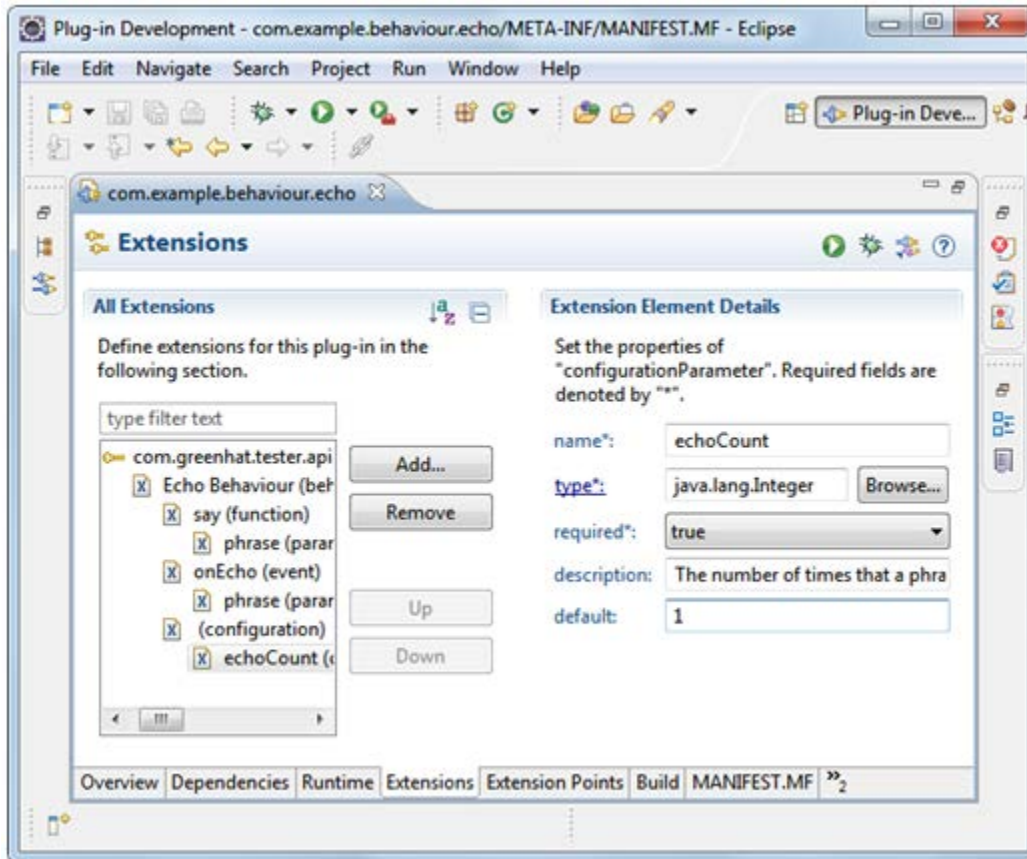 Plug-in Development - com.example.behaviour.echo/META-INF/MANIFEST.MF - Eclipse
File Edit Navigate Search Project Run Window Help
Plug-in Deve...
com.example.behaviour.echo
Extensions
All Extensions
Define extensions for this plug-in in the
following section.
type filter text
com.greenhat.tester.api
Echo Behaviour (beh
say (function)
phrase (parar
onEcho (event)
phrase (parar
(configuration)
echoCount (c
Add...
Remove
Up
Down
Extension Element Details
Set the properties of
"configurationParameter". Required fields are
denoted by "*".
name*: echoCount
type*: java.lang.Integer Browse...
required*: true
description: The number of times that a phra
default: 1
Overview Dependencies Runtime Extensions Extension Points Build MANIFEST.MF »2